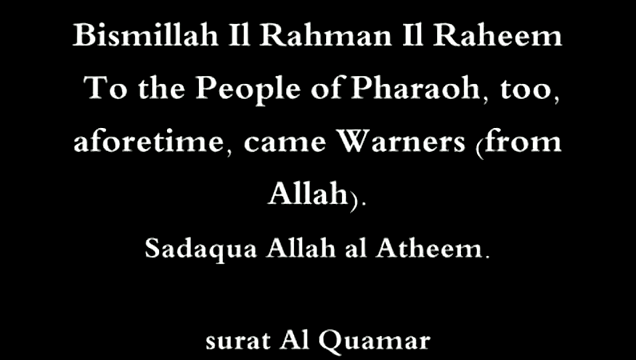 Bismillah Il Rahman Il Raheem
To the People of Pharaoh, too,
aforetime, came Warners (from
Allah).
Sadaqua Allah al Atheem.
surat Al Quamar